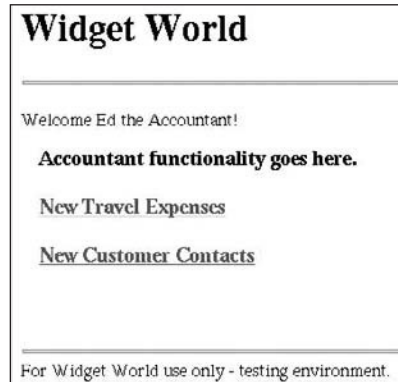 Widget World
Welcome Ed the Accountant!
Accountant functionality goes here.
New Travel Expenses
New Customer Contacts
For Widget World use only - testing environment.